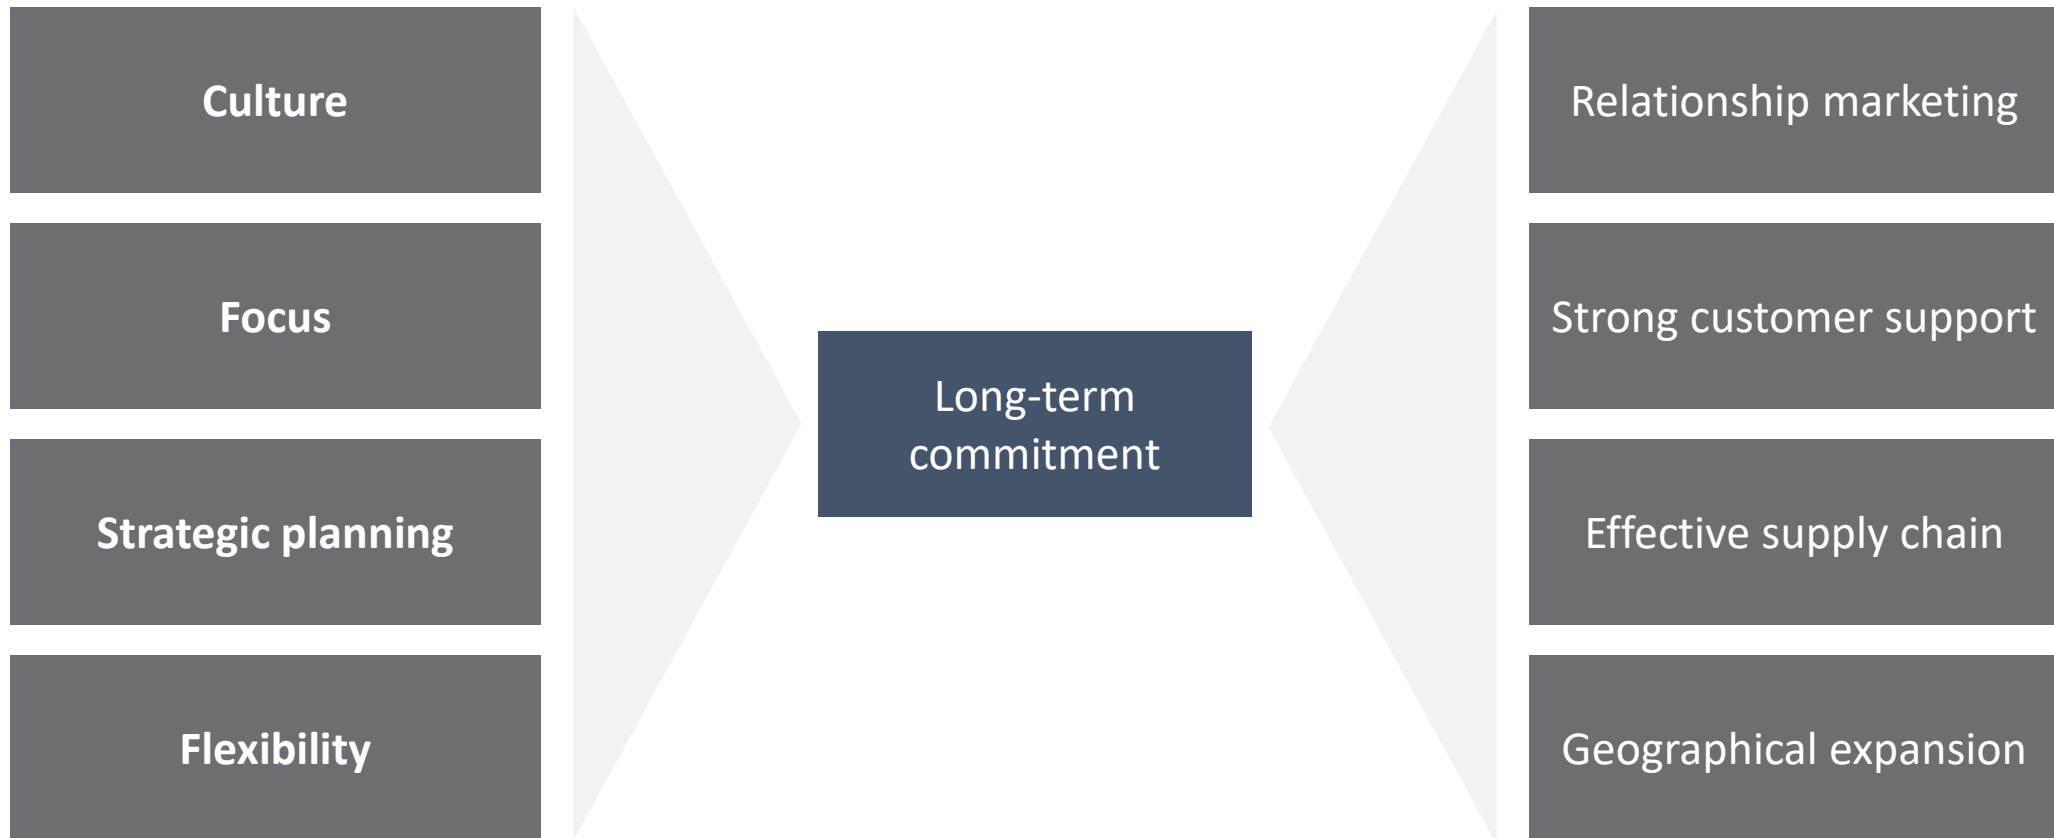 Culture
Focus
Strategic planning
Flexibility
Long-term
commitment
Relationship marketing
Strong customer support
Effective supply chain
Geographical expansion